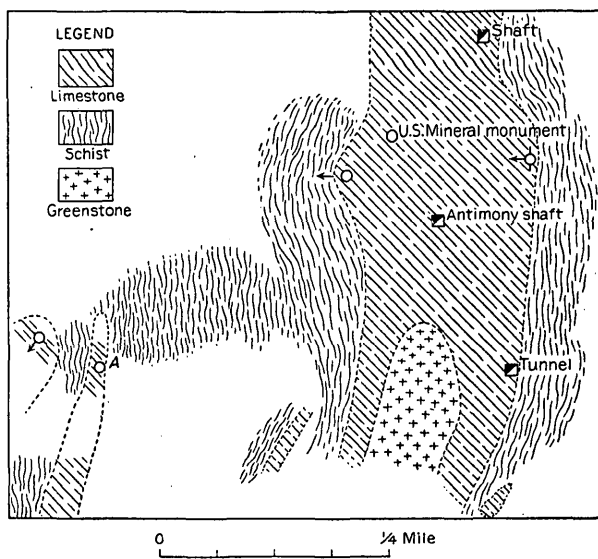 LEGEND
Limestone
Schist
Greenstone
Shaft
U.S. Mineral monument
Antimony shaft
A
Tunnel
0 1/4 Mile